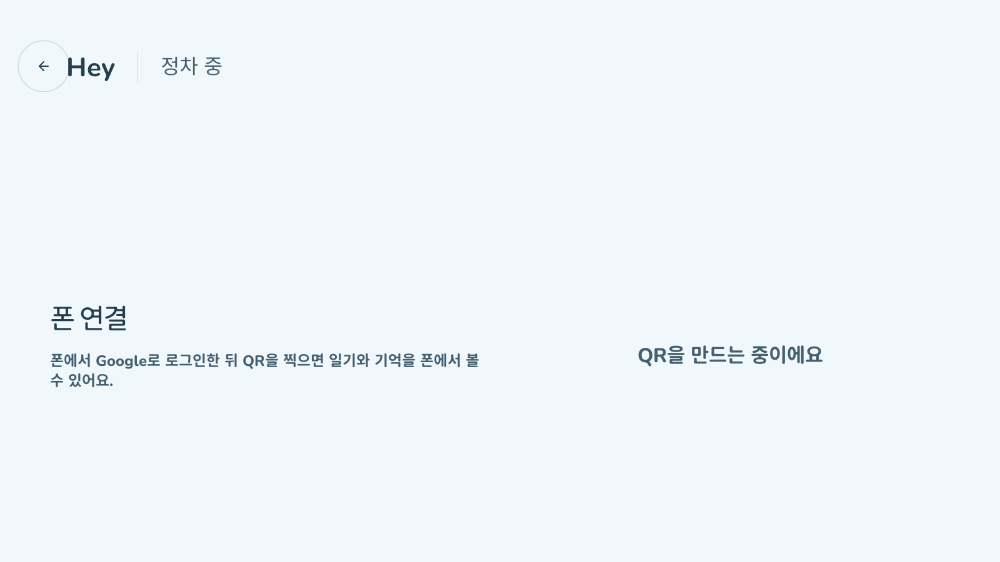 Hey
정차 중
폰 연결
폰에서 Google로 로그인한 뒤 QR을 찍으면 일기와 기억을 폰에서 볼
수 있어요.
QR을 만드는 중이에요